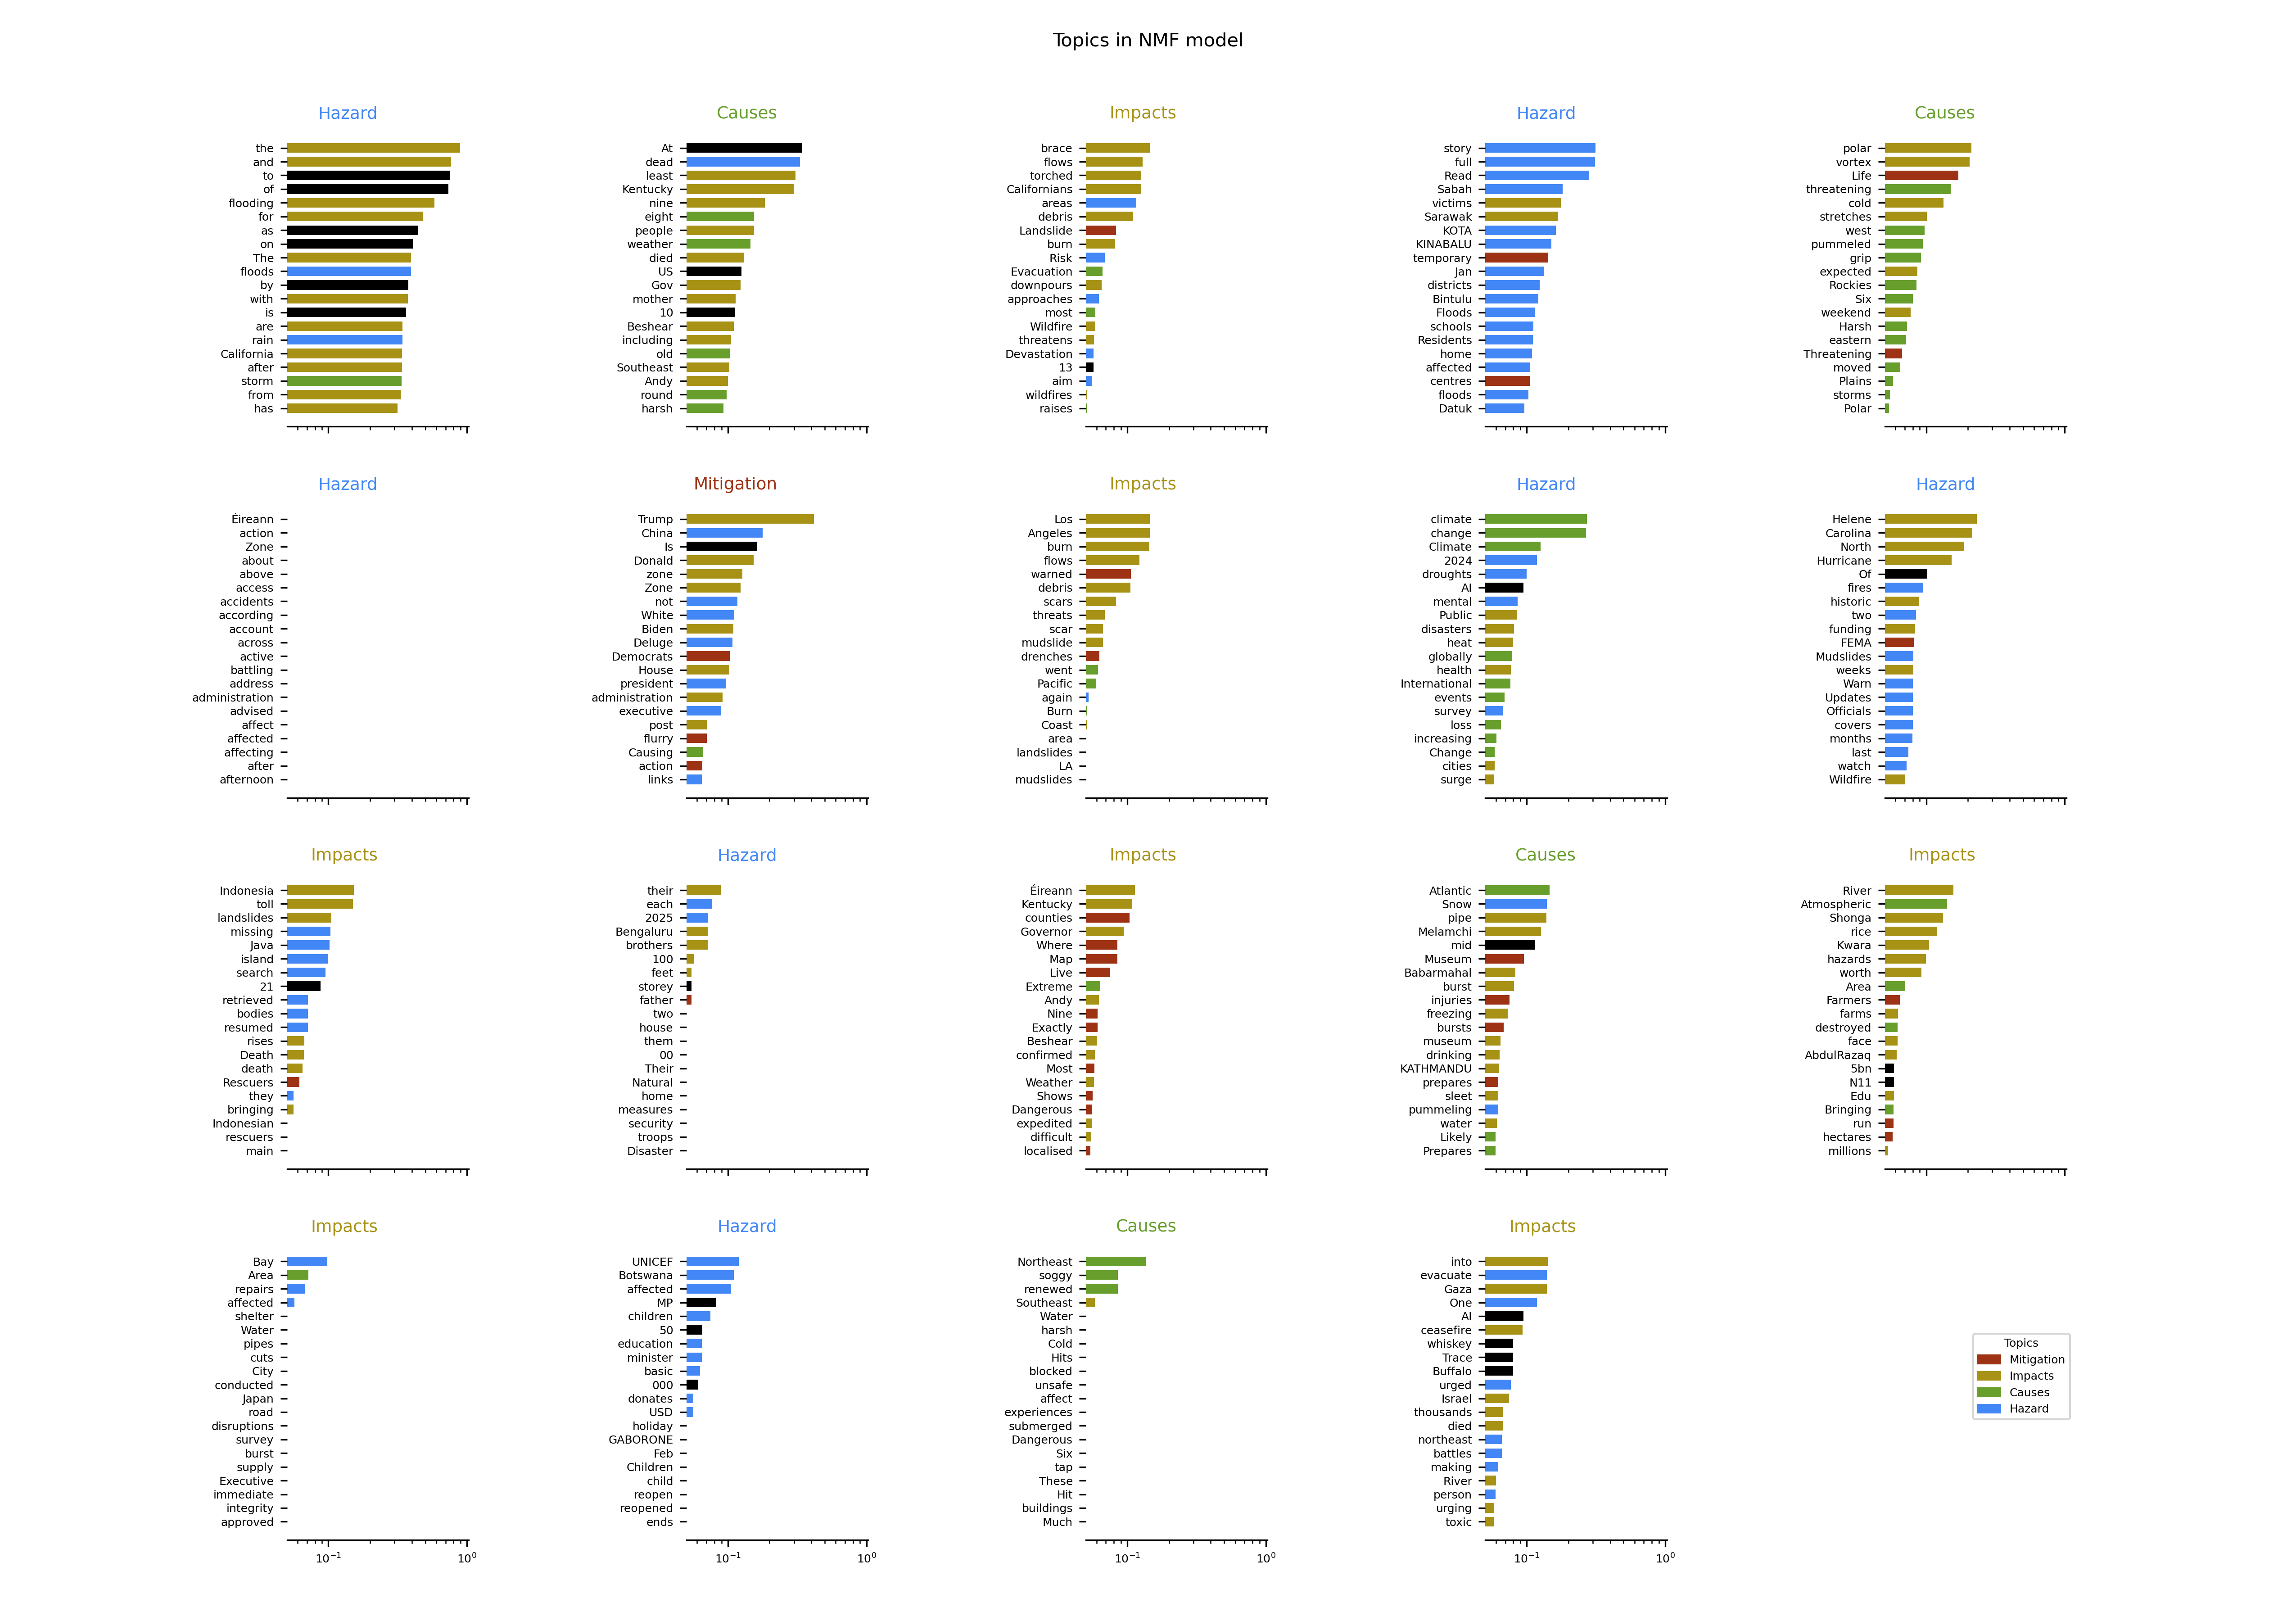 Topics in NMF model
Hazard
the
and
to
of
flooding
for
as
on
The
floods
by
with
is
are
rain
California
after
storm
from
has
Causes
At
dead
least
Kentucky
nine
eight
people
weather
died
US
Gov
mother
10
Beshear
including
old
Southeast
Andy
round
harsh
Impacts
brace
flows
torched
Californians
areas
debris
Landslide
burn
Risk
Evacuation
downpours
approaches
most
Wildfire
threatens
Devastation
13
aim
wildfires
raises
Hazard
story
full
Read
Sabah
victims
Sarawak
KOTA
KINABALU
temporary
Jan
districts
Bintulu
Floods
schools
Residents
home
affected
centres
floods
Datuk
Causes
polar
vortex
Life
threatening
cold
stretches
west
pummeled
grip
expected
Rockies
Six
weekend
Harsh
eastern
Threatening
moved
Plains
storms
Polar
Hazard
Éireann
action
Zone
about
above
access
accidents
according
account
across
active
battling
address
administration
advised
affect
affected
affecting
after
afternoon
Mitigation
Trump
China
Is
Donald
zone
Zone
not
White
Biden
Deluge
Democrats
House
president
administration
executive
post
flurry
Causing
action
links
Impacts
Los
Angeles
burn
flows
warned
debris
scars
threats
scar
mudslide
drenches
went
Pacific
again
Burn
Coast
area
landslides
LA
mudslides
Hazard
climate
change
Climate
2024
droughts
AI
mental
Public
disasters
heat
globally
health
International
events
survey
loss
increasing
Change
cities
surge
Hazard
Helene
Carolina
North
Hurricane
Of
fires
historic
two
funding
FEMA
Mudslides
weeks
Warn
Updates
Officials
covers
months
last
watch
Wildfire
Impacts
Indonesia
toll
landslides
missing
Java
island
search
21
retrieved
bodies
resumed
rises
Death
death
Rescuers
they
bringing
Indonesian
rescuers
main
Hazard
their
each
2025
Bengaluru
brothers
100
feet
storey
father
two
house
them
00
Their
Natural
home
measures
security
troops
Disaster
Impacts
Éireann
Kentucky
counties
Governor
Where
Map
Live
Extreme
Andy
Nine
Exactly
Beshear
confirmed
Most
Weather
Shows
Dangerous
expedited
difficult
localised
Causes
Atlantic
Snow
pipe
Melamchi
mid
Museum
Babarmahal
burst
injuries
freezing
bursts
museum
drinking
KATHMANDU
prepares
sleet
pummeling
water
Likely
Prepares
Impacts
River
Atmospheric
Shonga
rice
Kwara
hazards
worth
Area
Farmers
farms
destroyed
face
AbdulRazaq
5bn
N11
Edu
Bringing
run
hectares
millions
Impacts
Bay
Area
repairs
affected
shelter
Water
pipes
cuts
City
conducted
Japan
road
disruptions
survey
burst
supply
Executive
immediate
integrity
approved
10⁻¹ 10⁰
Hazard
UNICEF
Botswana
affected
MP
children
50
education
minister
basic
000
donates
USD
holiday
GABORONE
Feb
Children
child
reopen
reopened
ends
10⁻¹ 10⁰
Causes
Northeast
soggy
renewed
Southeast
Water
harsh
Cold
Hits
blocked
unsafe
affect
experiences
submerged
Dangerous
Six
tap
These
Hit
buildings
Much
10⁻¹ 10⁰
Impacts
into
evacuate
Gaza
One
AI
ceasefire
whiskey
Trace
Buffalo
urged
Israel
thousands
died
northeast
battles
making
River
person
urging
toxic
10⁻¹ 10⁰
Topics
Mitigation
Impacts
Causes
Hazard